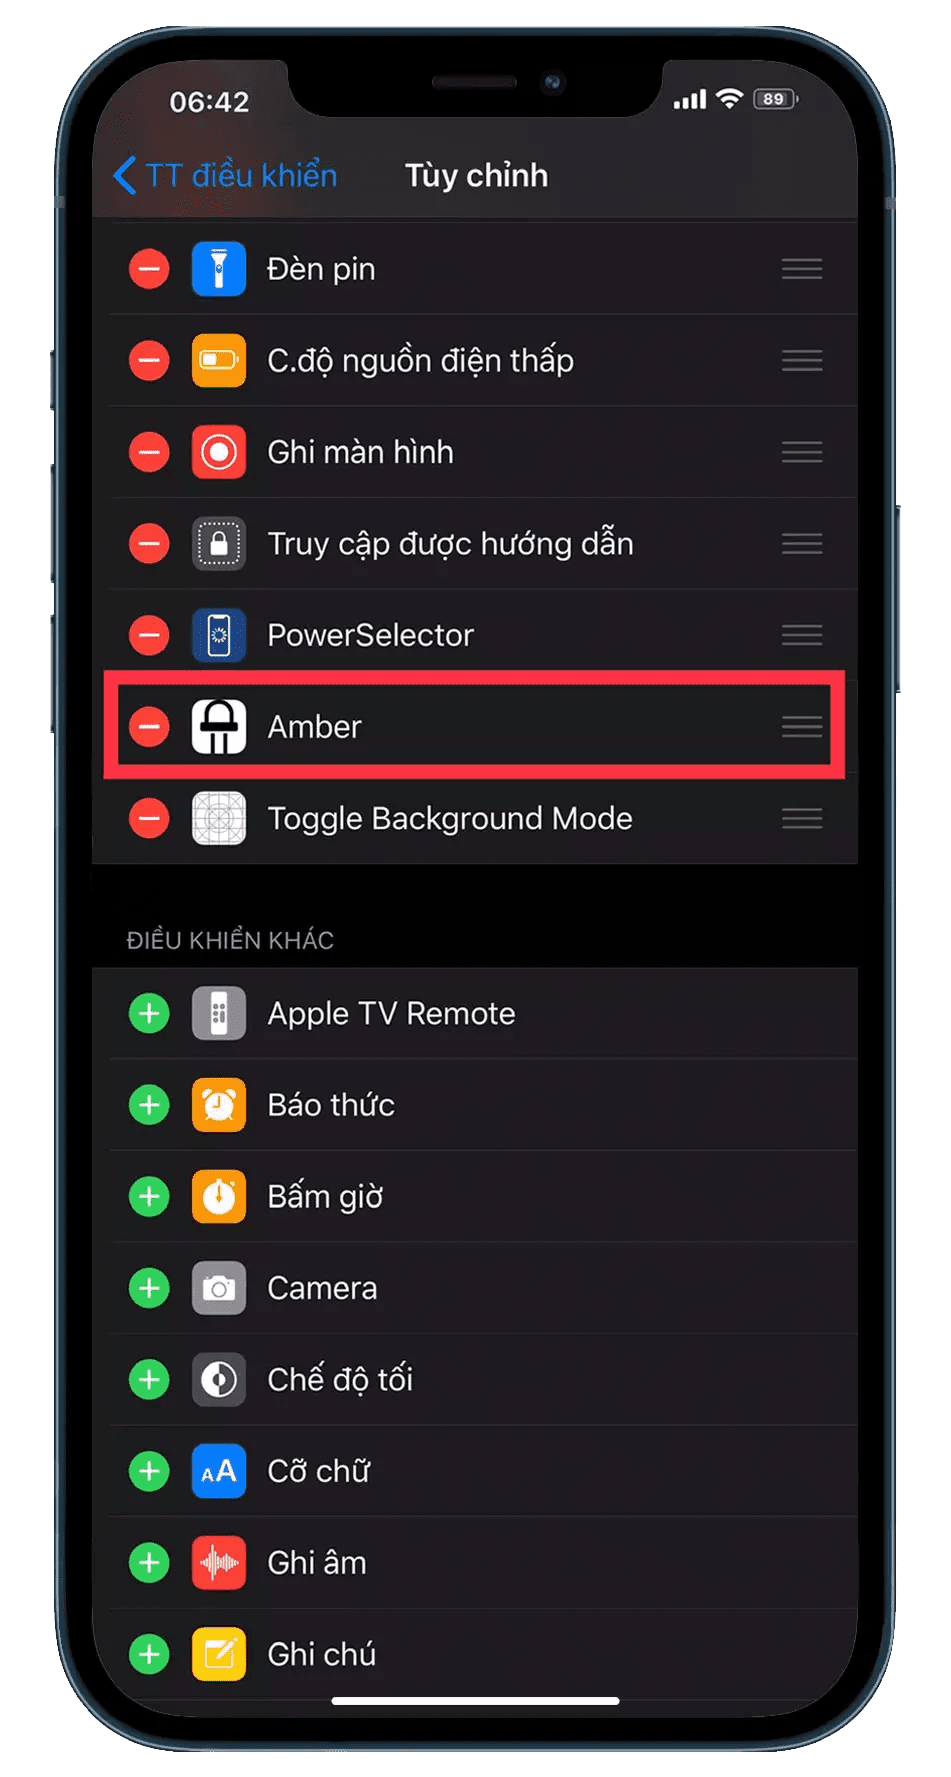 06:42
89
TT điều khiển
Tùy chỉnh
Đèn pin
C.độ nguồn điện thấp
Ghi màn hình
Truy cập được hướng dẫn
PowerSelector
Amber
Toggle Background Mode
ĐIỀU KHIỂN KHÁC
Apple TV Remote
Báo thức
Bấm giờ
Camera
Chế độ tối
AA
Cỡ chữ
Ghi âm
Ghi chú